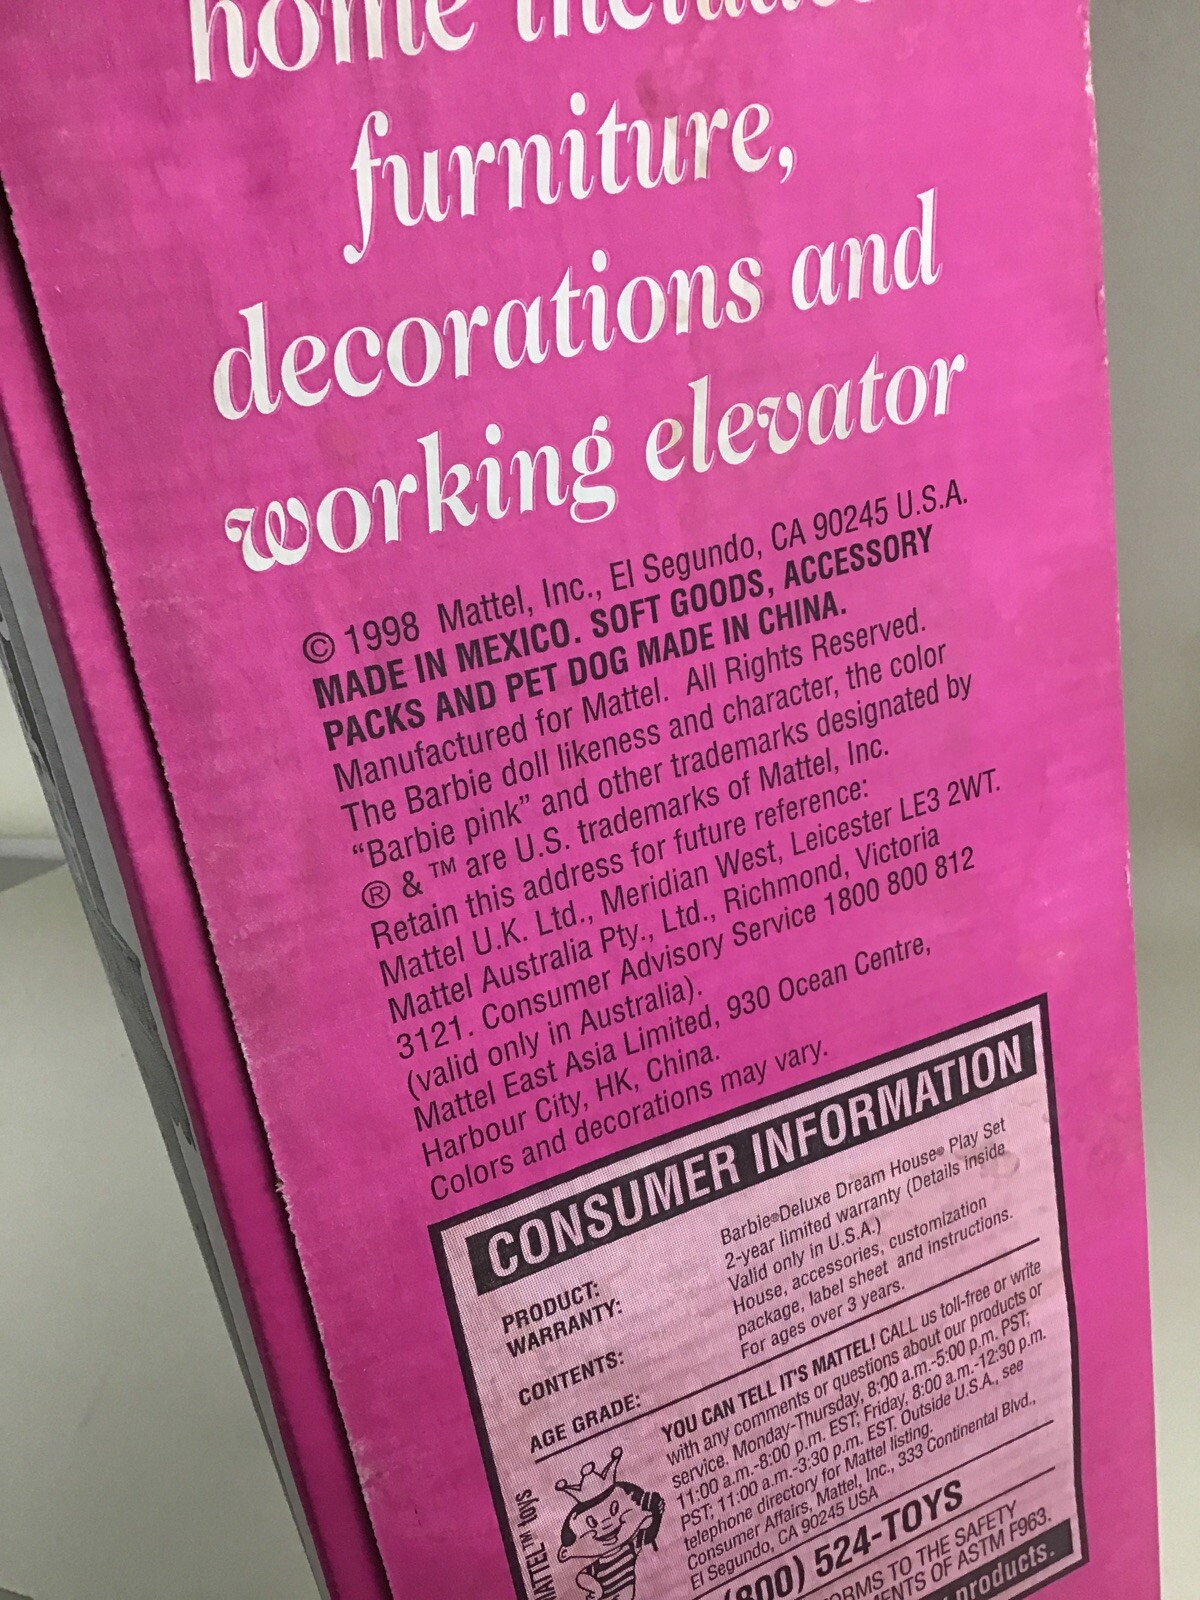 home
furniture,
decorations and
working elevator
© 1998 Mattel, Inc., El Segundo, CA 90245 U.S.A.
MADE IN MEXICO. SOFT GOODS, ACCESSORY
PACKS AND PET DOG MADE IN CHINA.
Manufactured for Mattel. All Rights Reserved.
The Barbie doll likeness and character, the color
“Barbie pink” and other trademarks designated by
® & ™ are U.S. trademarks of Mattel, Inc.
Retain this address for future reference:
Mattel U.K. Ltd., Meridian West, Leicester LE3 2WT.
Mattel Australia Pty., Ltd., Richmond, Victoria
3121. Consumer Advisory Service 1800 800 812
(valid only in Australia).
Mattel East Asia Limited, 930 Ocean Centre,
Harbour City, HK, China.
Colors and decorations may vary.
CONSUMER INFORMATION
PRODUCT: Barbie® Deluxe Dream House® Play Set
WARRANTY: 2-year limited warranty (Details inside
Valid only in U.S.A.)
CONTENTS: House, accessories, customization
package, label sheet and instructions.
AGE GRADE: For ages over 3 years.
YOU CAN TELL IT'S MATTEL! CALL us toll-free or write
with any comments or questions about our products or
service. Monday-Thursday, 8:00 a.m.-5:00 p.m. PST;
11:00 a.m.-8:00 p.m. EST; Friday, 8:00 a.m.-12:30 p.m.
PST; 11:00 a.m.-3:30 p.m. EST. Outside U.S.A., see
telephone directory for Mattel listing.
Consumer Affairs, Mattel, Inc., 333 Continental Blvd.,
El Segundo, CA 90245 USA
(800) 524-TOYS
TO THE SAFETY
OF ASTM F963.
products.
MATTEL™ toys